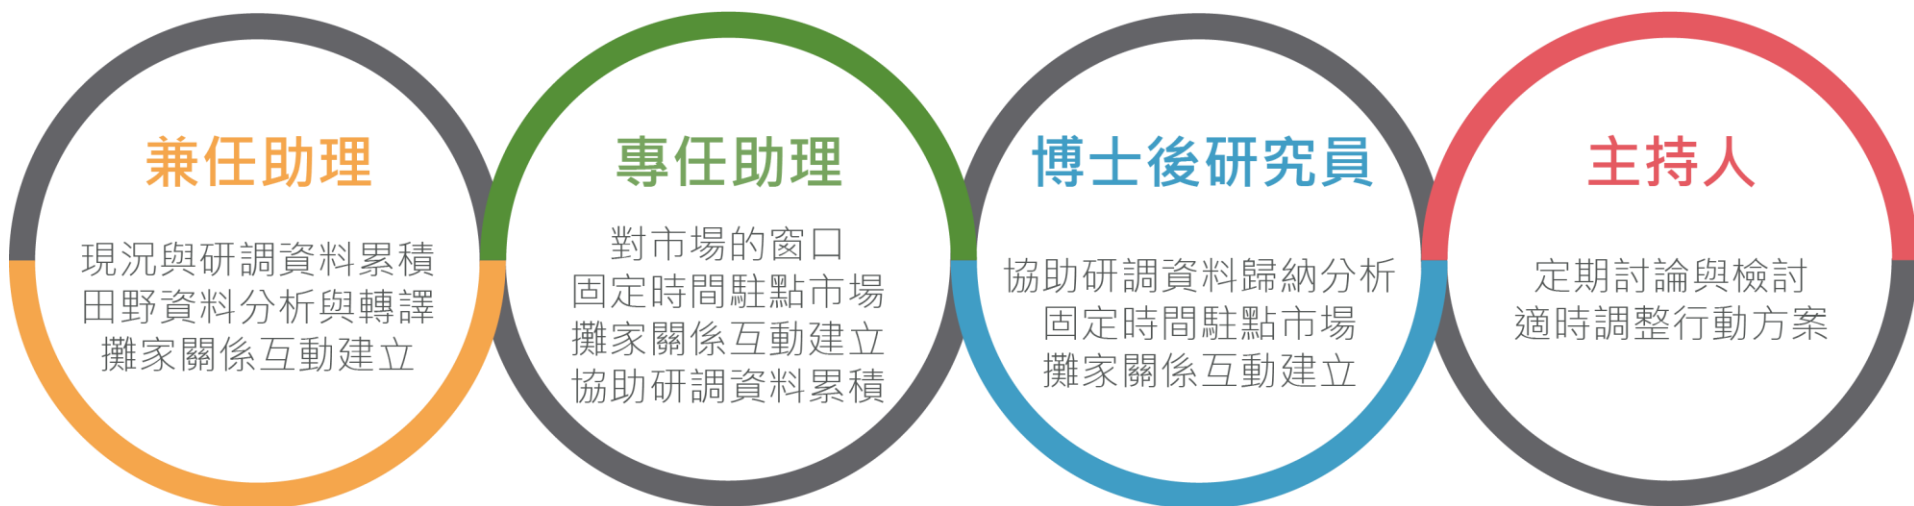 兼任助理
現況與研調資料累積
田野資料分析與轉譯
攤家關係互動建立
專任助理
對市場的窗口
固定時間駐點市場
攤家關係互動建立
協助研調資料累積
博士後研究員
協助研調資料歸納分析
固定時間駐點市場
攤家關係互動建立
主持人
定期討論與檢討
適時調整行動方案